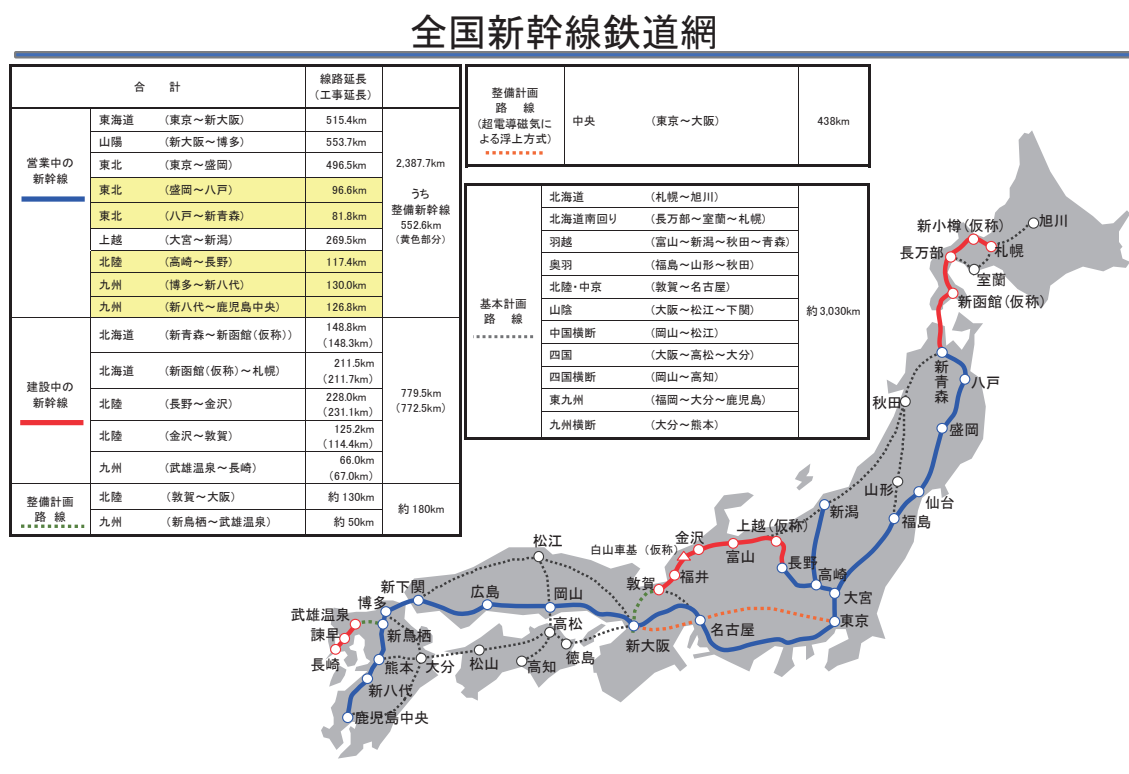 全国新幹線鉄道網
合 計 線路延長
(工事延長)
営業中の
新幹線
東海道 (東京～新大阪) 515.4km
山陽 (新大阪～博多) 553.7km
東北 (東京～盛岡) 496.5km
東北 (盛岡～八戸) 96.6km
東北 (八戸～新青森) 81.8km
上越 (大宮～新潟) 269.5km
北陸 (高崎～長野) 117.4km
九州 (博多～新八代) 130.0km
九州 (新八代～鹿児島中央) 126.8km
2,387.7km
うち
整備新幹線
552.6km
(黄色部分)
建設中の
新幹線
北海道 (新青森～新函館(仮称)) 148.8km
(148.3km)
北海道 (新函館(仮称)～札幌) 211.5km
(211.7km)
北陸 (長野～金沢) 228.0km
(231.1km)
北陸 (金沢～敦賀) 125.2km
(114.4km)
九州 (武雄温泉～長崎) 66.0km
(67.0km)
779.5km
(772.5km)
整備計画
路 線
北陸 (敦賀～大阪) 約130km
九州 (新鳥栖～武雄温泉) 約50km
約180km
整備計画
路 線
(超電導磁気に
よる浮上方式)
中央 (東京～大阪) 438km
基本計画
路 線
北海道 (札幌～旭川)
北海道南回り (長万部～室蘭～札幌)
羽越 (富山～新潟～秋田～青森)
奥羽 (福島～山形～秋田)
北陸・中京 (敦賀～名古屋)
山陰 (大阪～松江～下関)
中国横断 (岡山～松江)
四国 (大阪～高松～大分)
四国横断 (岡山～高知)
東九州 (福岡～大分～鹿児島)
九州横断 (大分～熊本)
約3,030km
新小樽(仮称)
旭川
長万部
札幌
室蘭
新函館(仮称)
新青森
八戸
秋田
盛岡
山形
仙台
新潟
福島
上越(仮称)
金沢
白山車基(仮称)
富山
松江
長野
高崎
福井
敦賀
新下関
広島
岡山
大宮
博多
武雄温泉
東京
新鳥栖
高松
名古屋
新大阪
諫早
徳島
長崎
熊本
大分
松山
高知
新八代
鹿児島中央